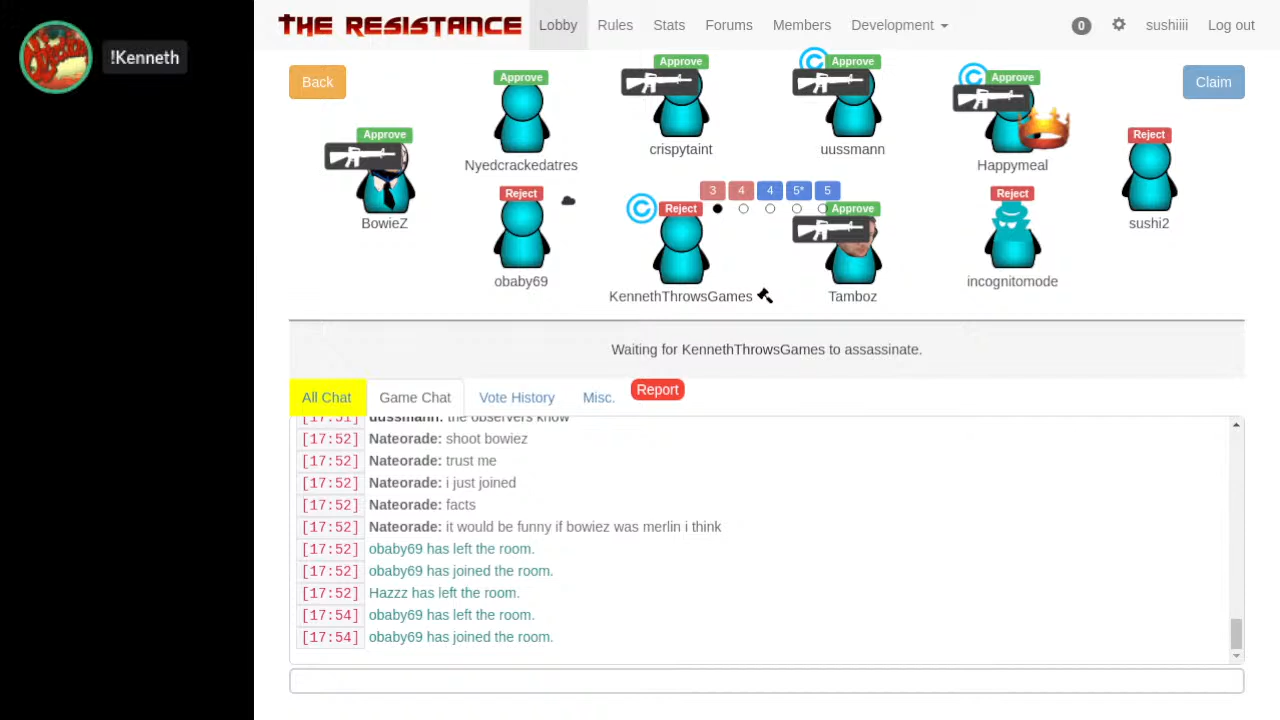 !Kenneth
THE RESISTANCE Lobby Rules Stats Forums Members Development 0 sushiiii Log out
Back
Claim
Approve
Approve
Approve
Approve
Approve
Reject
Nyedcrackedatres
crispytaint
uussmann
Happymeal
BowieZ
sushi2
Reject
Reject
Approve
Reject
3 4 4 5* 5
obaby69
KennethThrowsGames
Tamboz
incognitomode
Waiting for KennethThrowsGames to assassinate.
All Chat Game Chat Vote History Misc. Report
[17:51] uussmann: the observers know
[17:52] Nateorade: shoot bowiez
[17:52] Nateorade: trust me
[17:52] Nateorade: i just joined
[17:52] Nateorade: facts
[17:52] Nateorade: it would be funny if bowiez was merlin i think
[17:52] obaby69 has left the room.
[17:52] obaby69 has joined the room.
[17:52] Hazzz has left the room.
[17:54] obaby69 has left the room.
[17:54] obaby69 has joined the room.